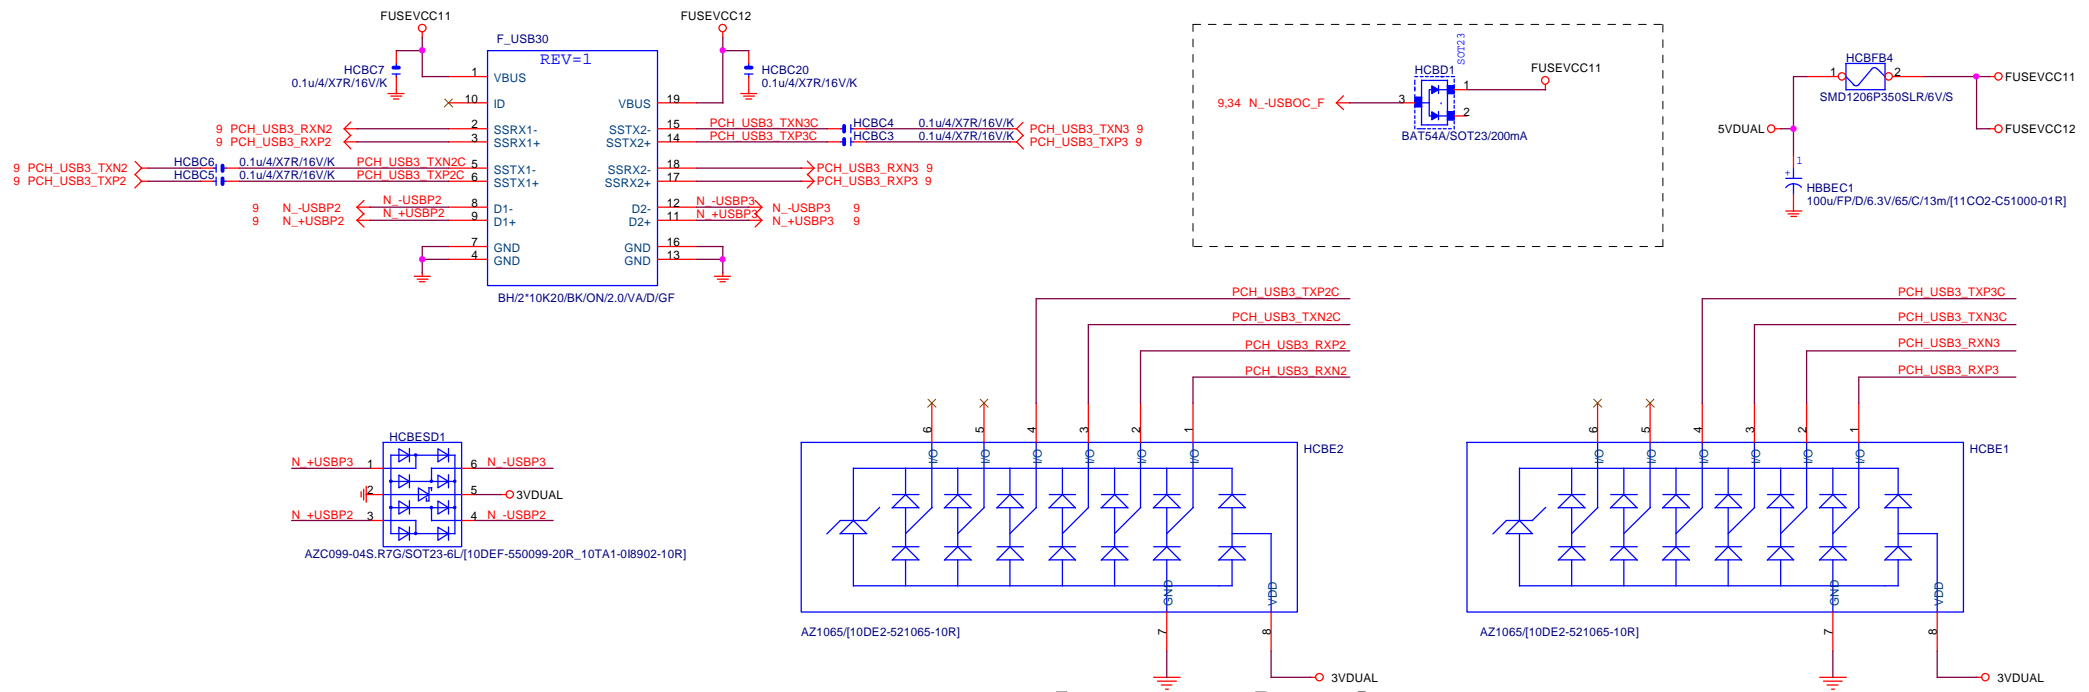 FUSEVCC11
F_USB30
REV=1
FUSEVCC12
HCBC7
0.1u/4/X7R/16V/K
HCBC20
0.1u/4/X7R/16V/K
1 VBUS
10 ID
VBUS 19
9 PCH_USB3_RXN2 2 SSRX1-
9 PCH_USB3_RXP2 3 SSRX1+
SSTX2- 15 PCH_USB3_TXN3C HCBC4 0.1u/4/X7R/16V/K PCH_USB3_TXN3 9
SSTX2+ 14 PCH_USB3_TXP3C HCBC3 0.1u/4/X7R/16V/K PCH_USB3_TXP3 9
9 PCH_USB3_TXN2 HCBC6 0.1u/4/X7R/16V/K PCH_USB3_TXN2C 5 SSTX1-
9 PCH_USB3_TXP2 HCBC5 0.1u/4/X7R/16V/K PCH_USB3_TXP2C 6 SSTX1+
SSRX2- 18 PCH_USB3_RXN3 9
SSRX2+ 17 PCH_USB3_RXP3 9
9 N_-USBP2 N_-USBP2 8 D1-
9 N_+USBP2 N_+USBP2 9 D1+
D2- 12 N_-USBP3 N_-USBP3 9
D2+ 11 N_+USBP3 N_+USBP3 9
7 GND
4 GND
GND 16
GND 13
BH/2*10K20/BK/ON/2.0/VA/D/GF
SOT23
HCBD1
1 FUSEVCC11
9,34 N_-USBOC_F 3
2
BAT54A/SOT23/200mA
HCBFB4
1 2 FUSEVCC11
SMD1206P350SLR/6V/S
5VDUAL FUSEVCC12
1
+
HBBEC1
100u/FP/D/6.3V/65/C/13m/[11CO2-C51000-01R]
PCH_USB3_TXP2C
PCH_USB3_TXN2C
PCH_USB3_RXP2
PCH_USB3_RXN2
6 5 4 3 2 1
HCBE2
I/O I/O I/O I/O I/O I/O
GND VDD
AZ1065/[10DE2-521065-10R]
7 8
3VDUAL
PCH_USB3_TXP3C
PCH_USB3_TXN3C
PCH_USB3_RXN3
PCH_USB3_RXP3
6 5 4 3 2 1
HCBE1
I/O I/O I/O I/O I/O I/O
GND VDD
AZ1065/[10DE2-521065-10R]
7 8
3VDUAL
HCBESD1
N_+USBP3 1 6 N_-USBP3
2 5 3VDUAL
N_+USBP2 3 4 N_-USBP2
AZC099-04S.R7G/SOT23-6L/[10DEF-550099-20R_10TA1-0I8902-10R]